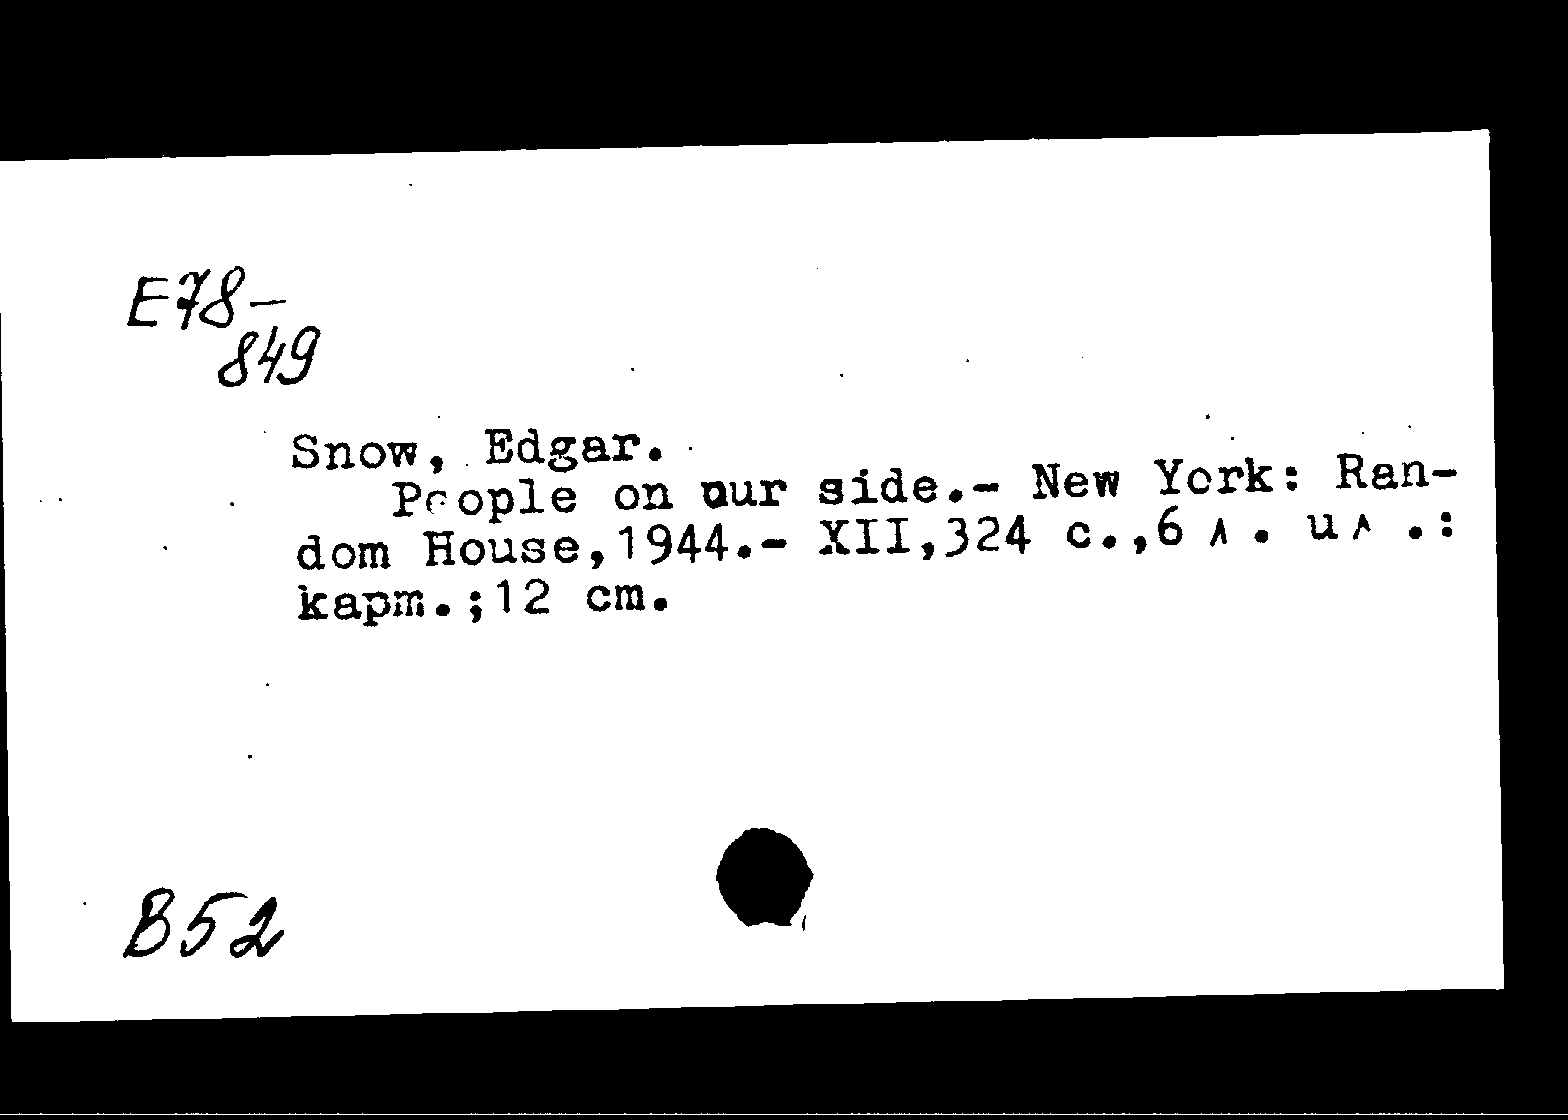 E78-
849
Snow, Edgar.
People on our side.- New York: Ran-
dom House,1944.- XII,324 c.,6 л. ил.:
kapm.;12 cm.
B52